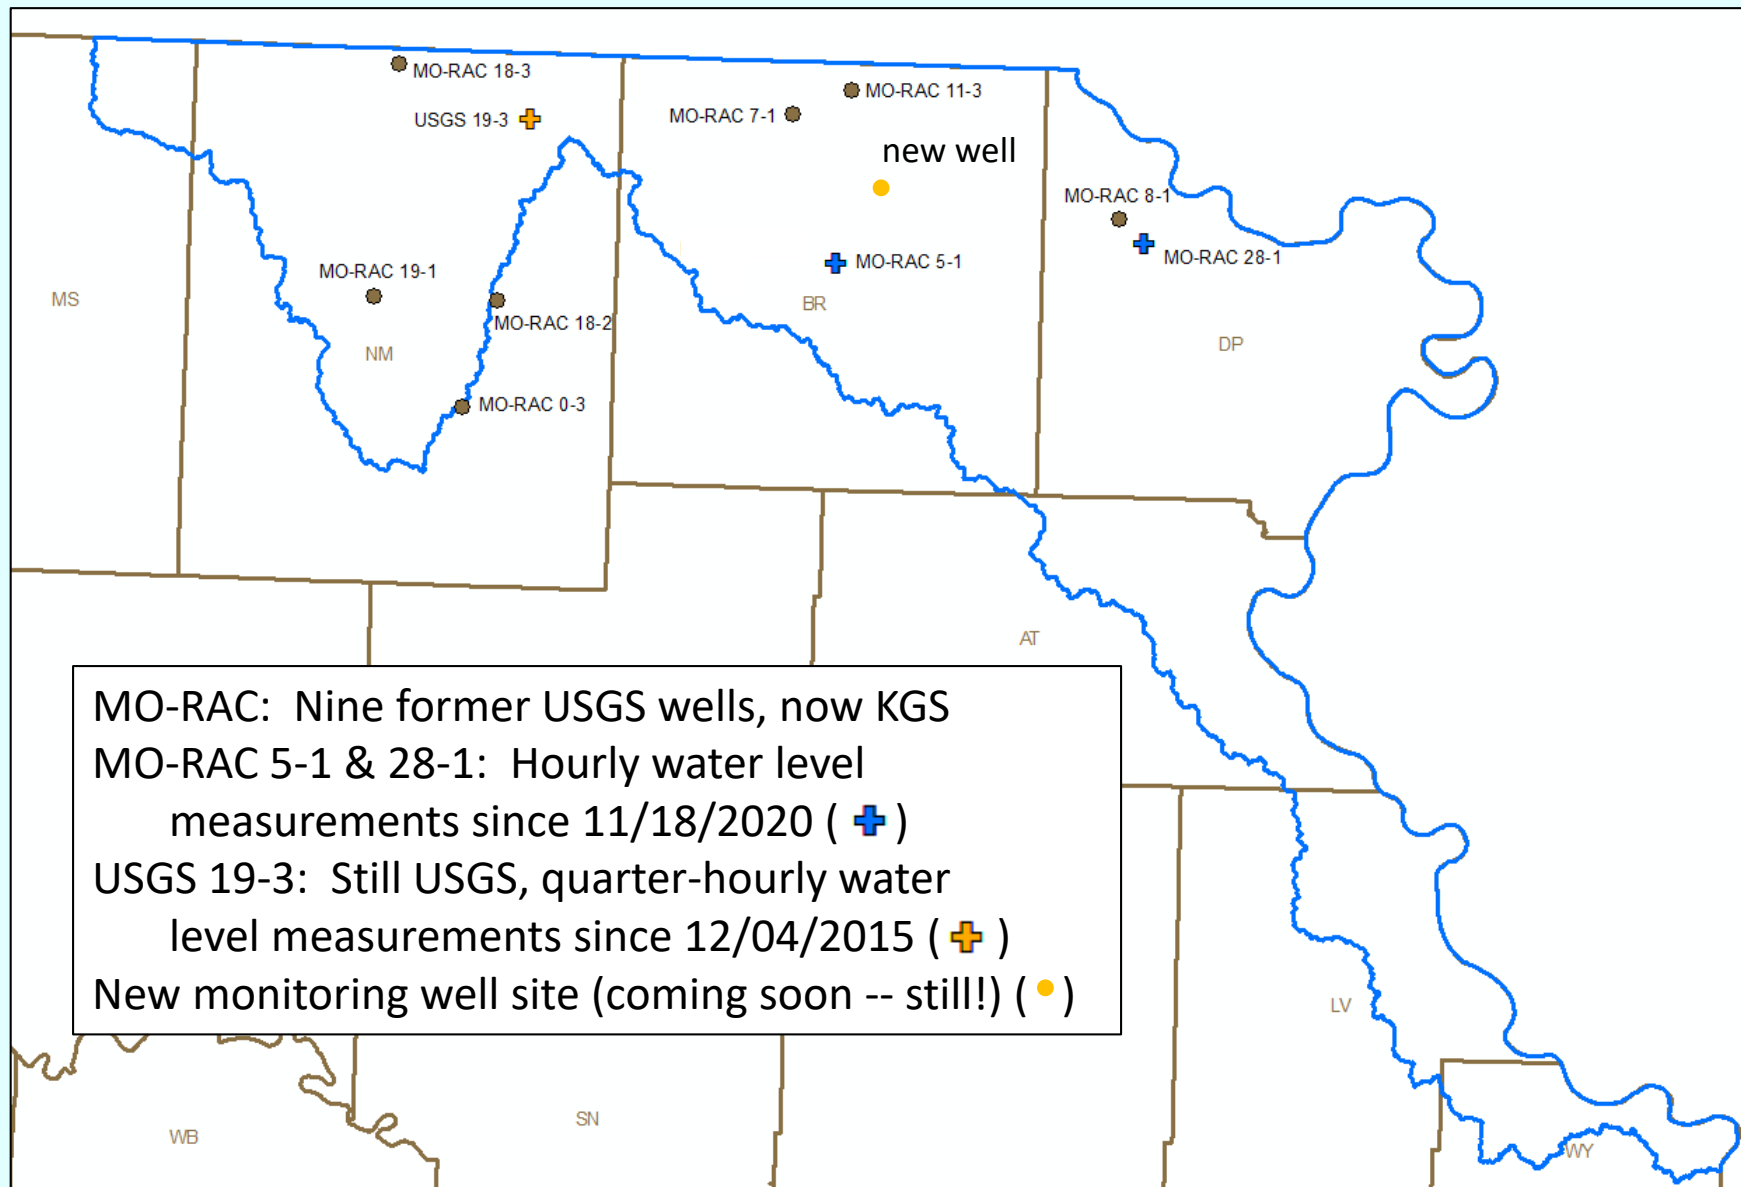 MO-RAC 18-3
USGS 19-3
MO-RAC 11-3
MO-RAC 7-1
new well
MO-RAC 8-1
MO-RAC 28-1
MO-RAC 5-1
MO-RAC 19-1
MS
BR
MO-RAC 18-2
NM
DP
MO-RAC 0-3
AT
MO-RAC: Nine former USGS wells, now KGS
MO-RAC 5-1 & 28-1: Hourly water level
measurements since 11/18/2020 ( )
USGS 19-3: Still USGS, quarter-hourly water
level measurements since 12/04/2015 ( )
New monitoring well site (coming soon -- still!) ( )
LV
SN
WB
WY